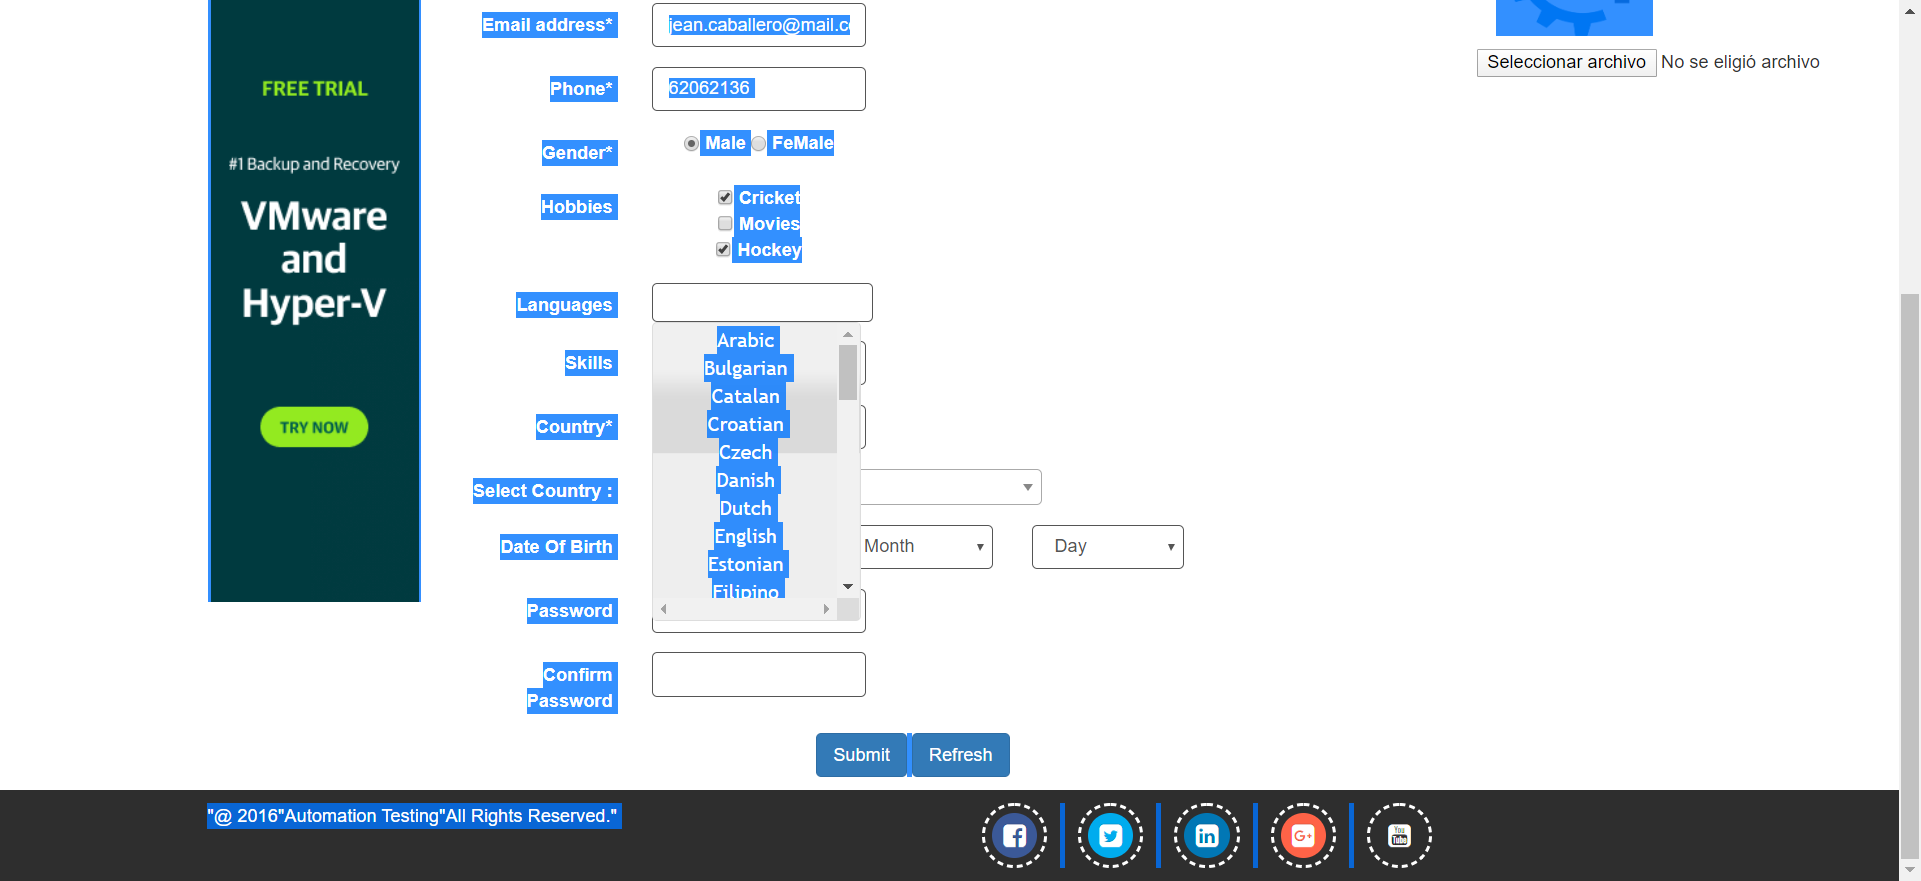 Email address*
jean.caballero@mail.c
Seleccionar archivo No se eligió archivo
FREE TRIAL
#1 Backup and Recovery
VMware
and
Hyper-V
TRY NOW
Phone*
62062136
Gender*
Male FeMale
Hobbies
Cricket
Movies
Hockey
Languages
Arabic
Bulgarian
Catalan
Croatian
Czech
Danish
Dutch
English
Estonian
Filipino
Skills
Country*
Select Country :
Date Of Birth
Month
Day
Password
Confirm
Password
Submit
Refresh
"@ 2016"Automation Testing"All Rights Reserved."
in
G+
You
Tube